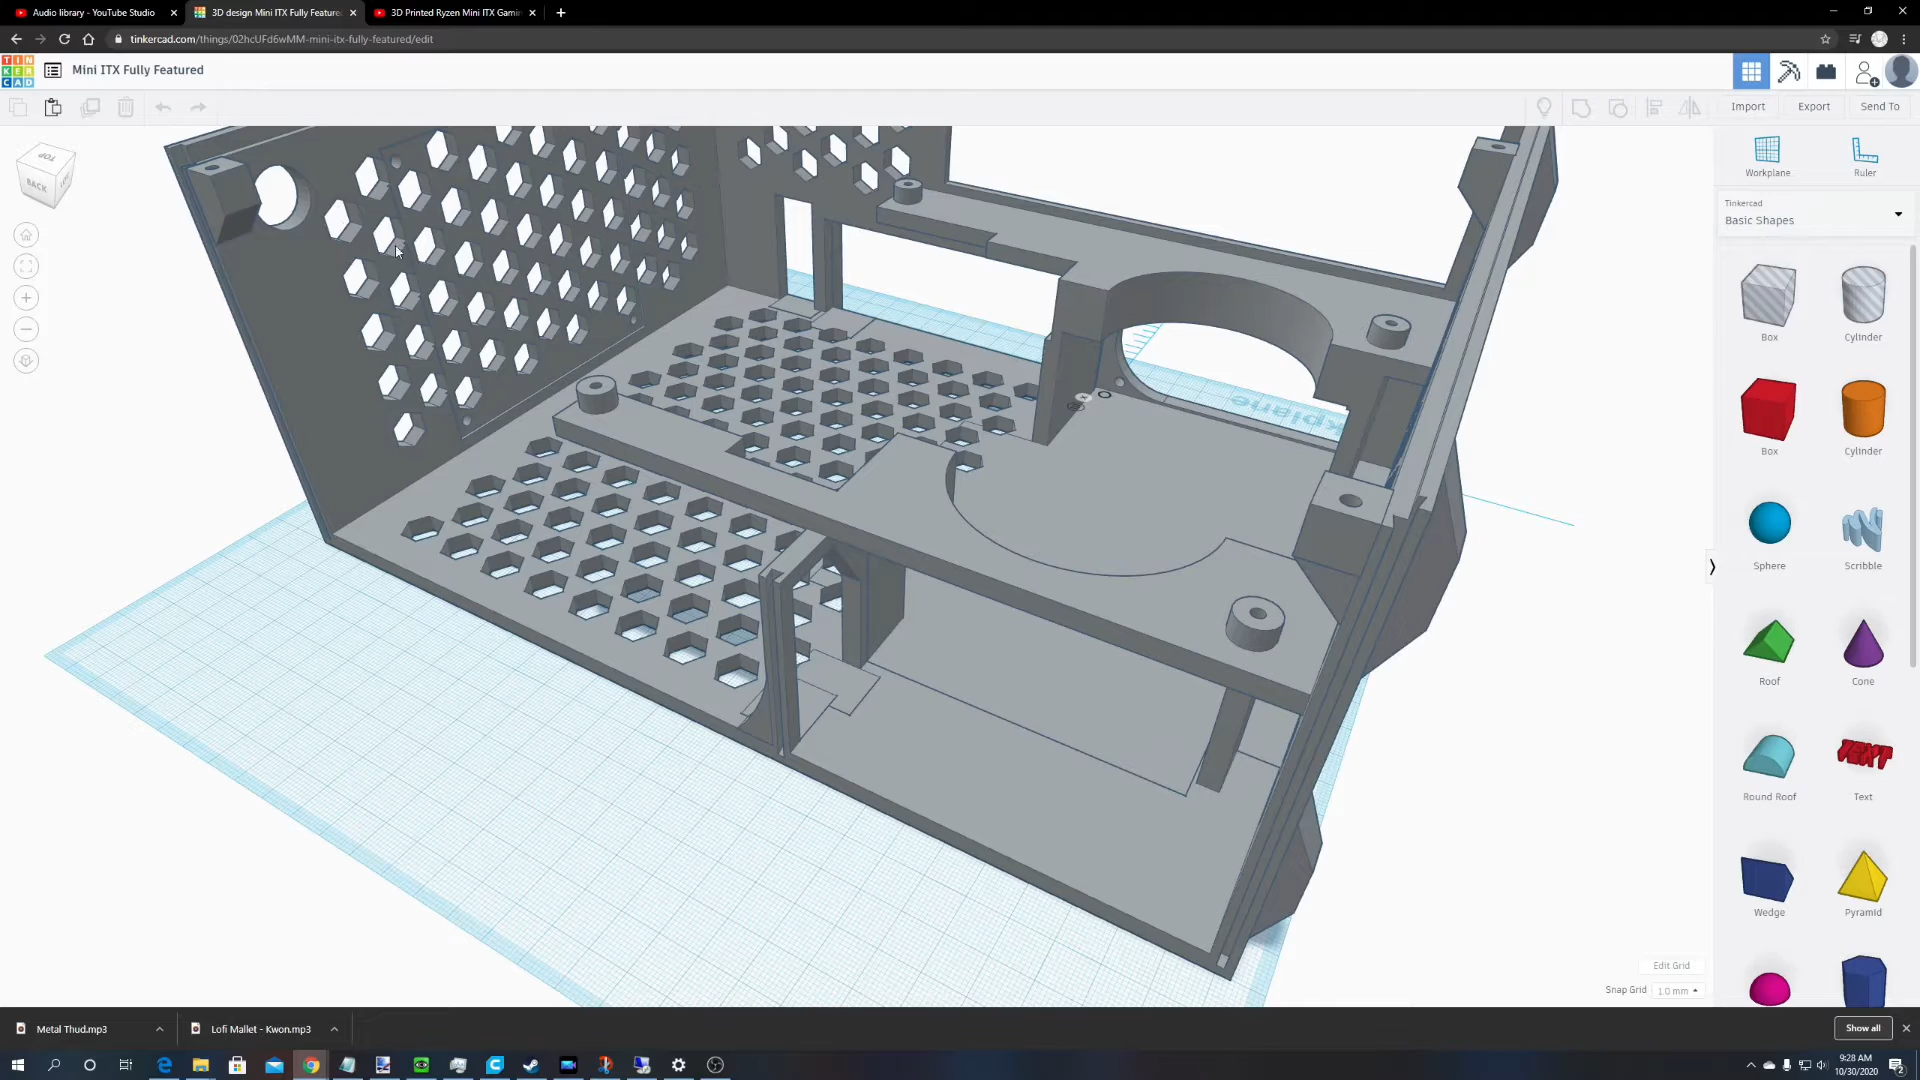 Audio library - YouTube Studio
3D design Mini ITX Fully Feature
3D Printed Ryzen Mini ITX Gami
tinkercad.com/things/02hcUFd6wMM-mini-itx-fully-featured/edit
TIN
KER
CAD
Mini ITX Fully Featured
Import
Export
Send To
TOP
BACK
Workplane
Ruler
Tinkercad
Basic Shapes
Box
Cylinder
Box
Cylinder
Sphere
Scribble
Roof
Cone
TEXT
Round Roof
Text
Wedge
Pyramid
kplane
Edit Grid
Snap Grid 1.0 mm
Metal Thud.mp3
Lofi Mallet - Kwon.mp3
Show all
9:28 AM
10/30/2020